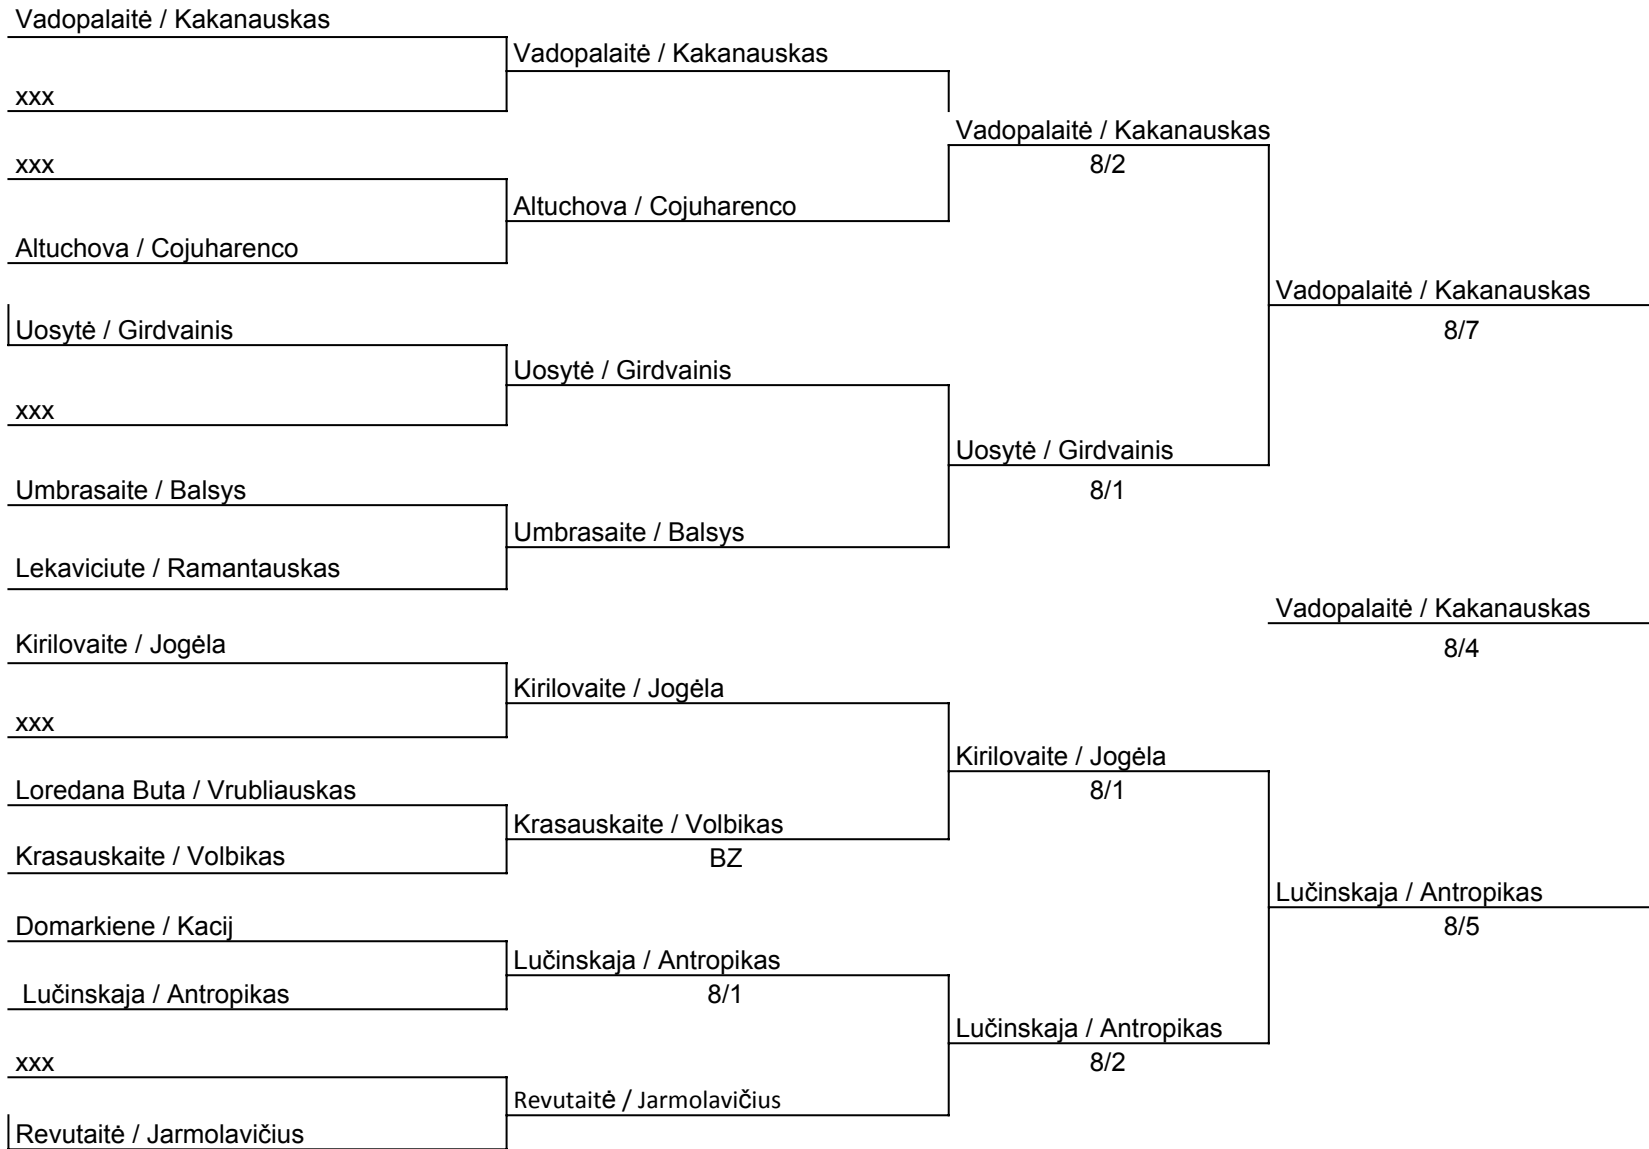 Vadopalaitė / Kakanauskas
Vadopalaitė / Kakanauskas
xxx
Vadopalaitė / Kakanauskas
8/2
xxx
Altuchova / Cojuharenco
Altuchova / Cojuharenco
Vadopalaitė / Kakanauskas
8/7
Uosytė / Girdvainis
Uosytė / Girdvainis
xxx
Uosytė / Girdvainis
8/1
Umbrasaite / Balsys
Umbrasaite / Balsys
Lekaviciute / Ramantauskas
Vadopalaitė / Kakanauskas
8/4
Kirilovaite / Jogėla
Kirilovaite / Jogėla
xxx
Kirilovaite / Jogėla
8/1
Loredana Buta / Vrubliauskas
Krasauskaite / Volbikas
BZ
Krasauskaite / Volbikas
Lučinskaja / Antropikas
8/5
Domarkiene / Kacij
Lučinskaja / Antropikas
8/1
Lučinskaja / Antropikas
Lučinskaja / Antropikas
8/2
xxx
Revutaitė / Jarmolavičius
Revutaitė / Jarmolavičius